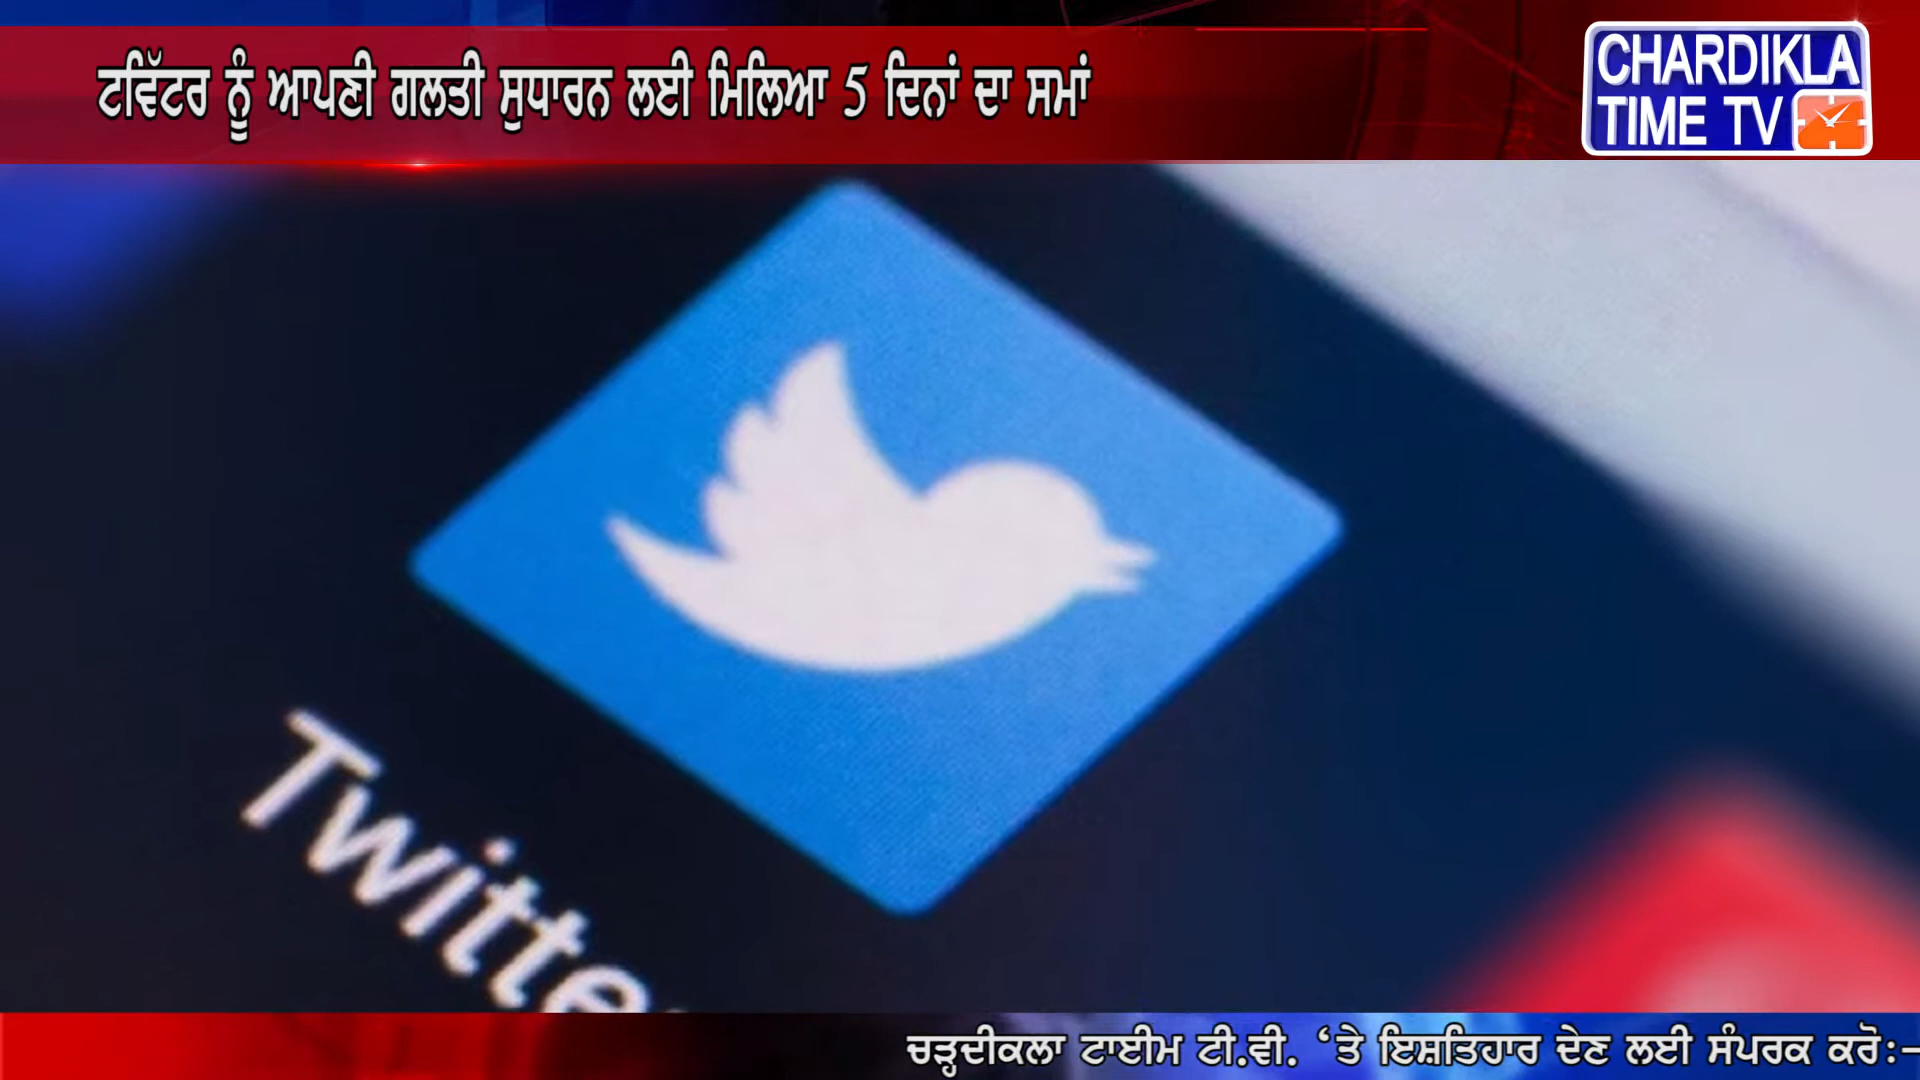 ਟਵਿੱਟਰ ਨੂੰ ਆਪਣੀ ਗਲਤੀ ਸੁਧਾਰਨ ਲਈ ਮਿਲਿਆ 5 ਦਿਨਾਂ ਦਾ ਸਮਾਂ
CHARDIKLA
TIME TV
Twitte
ਚੜ੍ਹਦੀਕਲਾ ਟਾਈਮ ਟੀ.ਵੀ. ‘ਤੇ ਇਸ਼ਤਿਹਾਰ ਦੇਣ ਲਈ ਸੰਪਰਕ ਕਰੋ:–